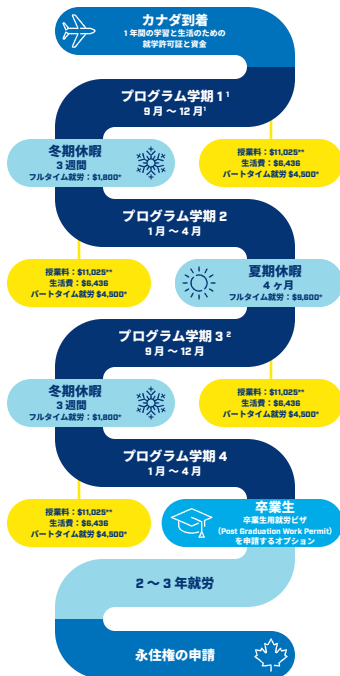 カナダ到着
1年間の学習と生活のための
就学許可証と資金
プログラム学期 1¹
9月〜12月¹
冬期休暇
3週間
フルタイム就労：$1,800*
授業料：$11,025**
生活費：$6,436
パートタイム就労 $4,500*
プログラム学期 2
1月〜4月
授業料：$11,025**
生活費：$6,436
パートタイム就労 $4,500*
夏期休暇
4ヶ月
フルタイム就労：$9,600*
プログラム学期 3²
9月〜12月
冬期休暇
3週間
フルタイム就労：$1,800*
授業料：$11,025**
生活費：$6,436
パートタイム就労 $4,500*
プログラム学期 4
1月〜4月
授業料：$11,025**
生活費：$6,436
パートタイム就労 $4,500*
卒業生
卒業生用就労ビザ
(Post Graduation Work Permit)
を申請するオプション
2〜3年就労
永住権の申請